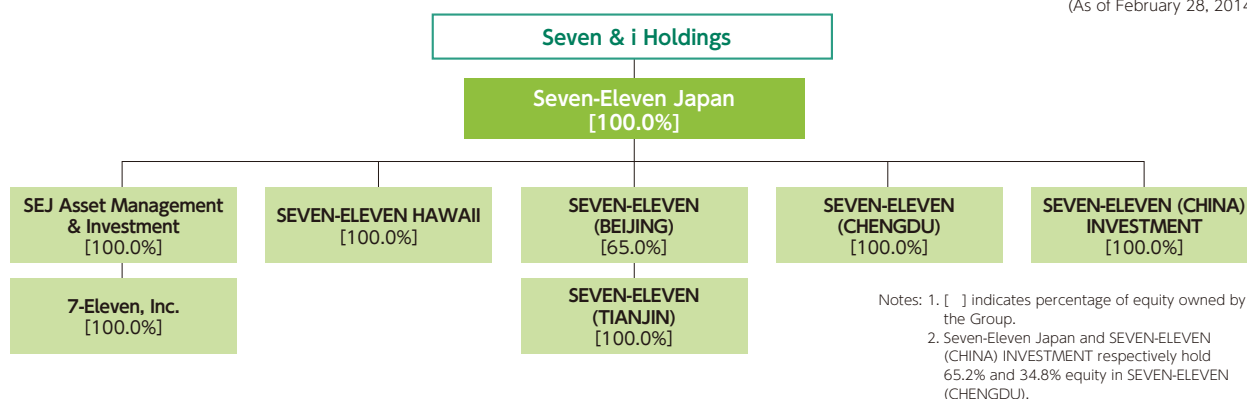 (As of February 28, 2014
Seven & i Holdings
Seven-Eleven Japan
[100.0%]
SEJ Asset Management
& Investment
[100.0%]
SEVEN-ELEVEN HAWAII
[100.0%]
SEVEN-ELEVEN
(BEIJING)
[65.0%]
SEVEN-ELEVEN
(CHENGDU)
[100.0%]
SEVEN-ELEVEN (CHINA)
INVESTMENT
[100.0%]
7-Eleven, Inc.
[100.0%]
SEVEN-ELEVEN
(TIANJIN)
[100.0%]
Notes: 1. [ ] indicates percentage of equity owned by
the Group.
2. Seven-Eleven Japan and SEVEN-ELEVEN
(CHINA) INVESTMENT respectively hold
65.2% and 34.8% equity in SEVEN-ELEVEN
(CHENGDU).